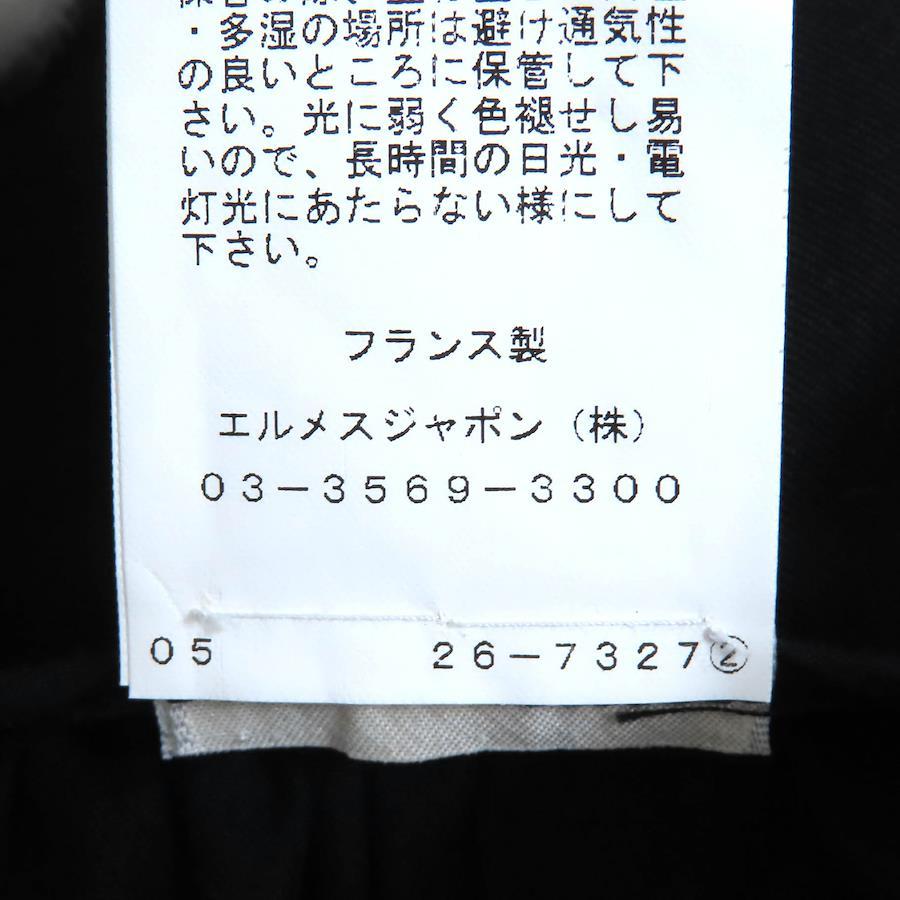 ・多湿の場所は避け通気性
の良いところに保管して下
さい。光に弱く色褪せし易
いので、長時間の日光・電
灯光にあたらない様にして
下さい。
フランス製
エルメスジャポン（株）
03-3569-3300
05 26-7327②